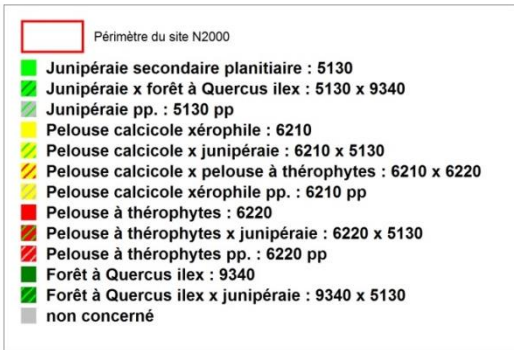 Périmètre du site N2000
Junipéraie secondaire planitiaire : 5130
Junipéraie x forêt à Quercus ilex : 5130 x 9340
Junipéraie pp. : 5130 pp
Pelouse calcicole xérophile : 6210
Pelouse calcicole x junipéraie : 6210 x 5130
Pelouse calcicole x pelouse à thérophytes : 6210 x 6220
Pelouse calcicole xérophile pp. : 6210 pp
Pelouse à thérophytes : 6220
Pelouse à thérophytes x junipéraie : 6220 x 5130
Pelouse à thérophytes pp. : 6220 pp
Forêt à Quercus ilex : 9340
Forêt à Quercus ilex x junipéraie : 9340 x 5130
non concerné